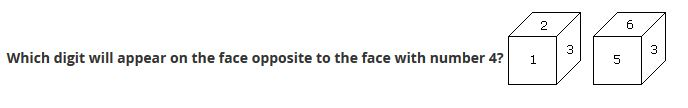 2 6
Which digit will appear on the face opposite to the face with number 4? 1 3 5 3